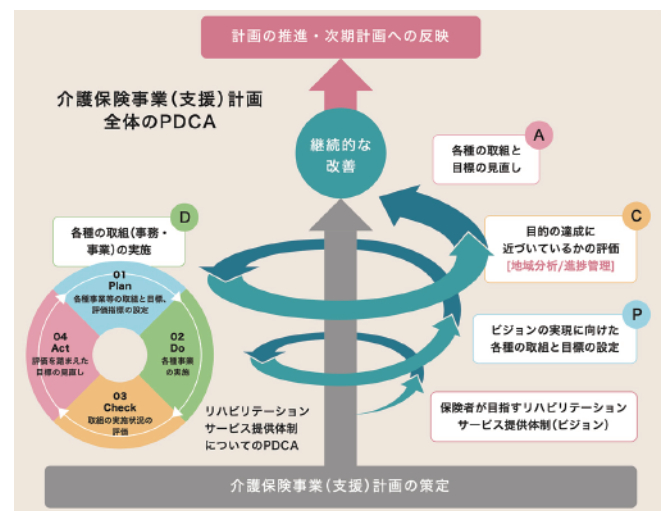 計画の推進・次期計画への反映
介護保険事業(支援)計画
全体のPDCA
継続的な
改善
A
各種の取組と
目標の見直し
D
各種の取組(事務・
事業)の実施
C
目的の達成に
近づいているかの評価
[地域分析/進捗管理]
01
Plan
各種事業等の取組と目標、
評価指標の設定
02
Do
各種事業
の実施
03
Check
取組の実施状況の
評価
04
Act
評価を踏まえた
目標の見直し
P
ビジョンの実現に向けた
各種の取組と目標の設定
リハビリテーション
サービス提供体制
についてのPDCA
保険者が目指すリハビリテーション
サービス提供体制(ビジョン)
介護保険事業(支援)計画の策定